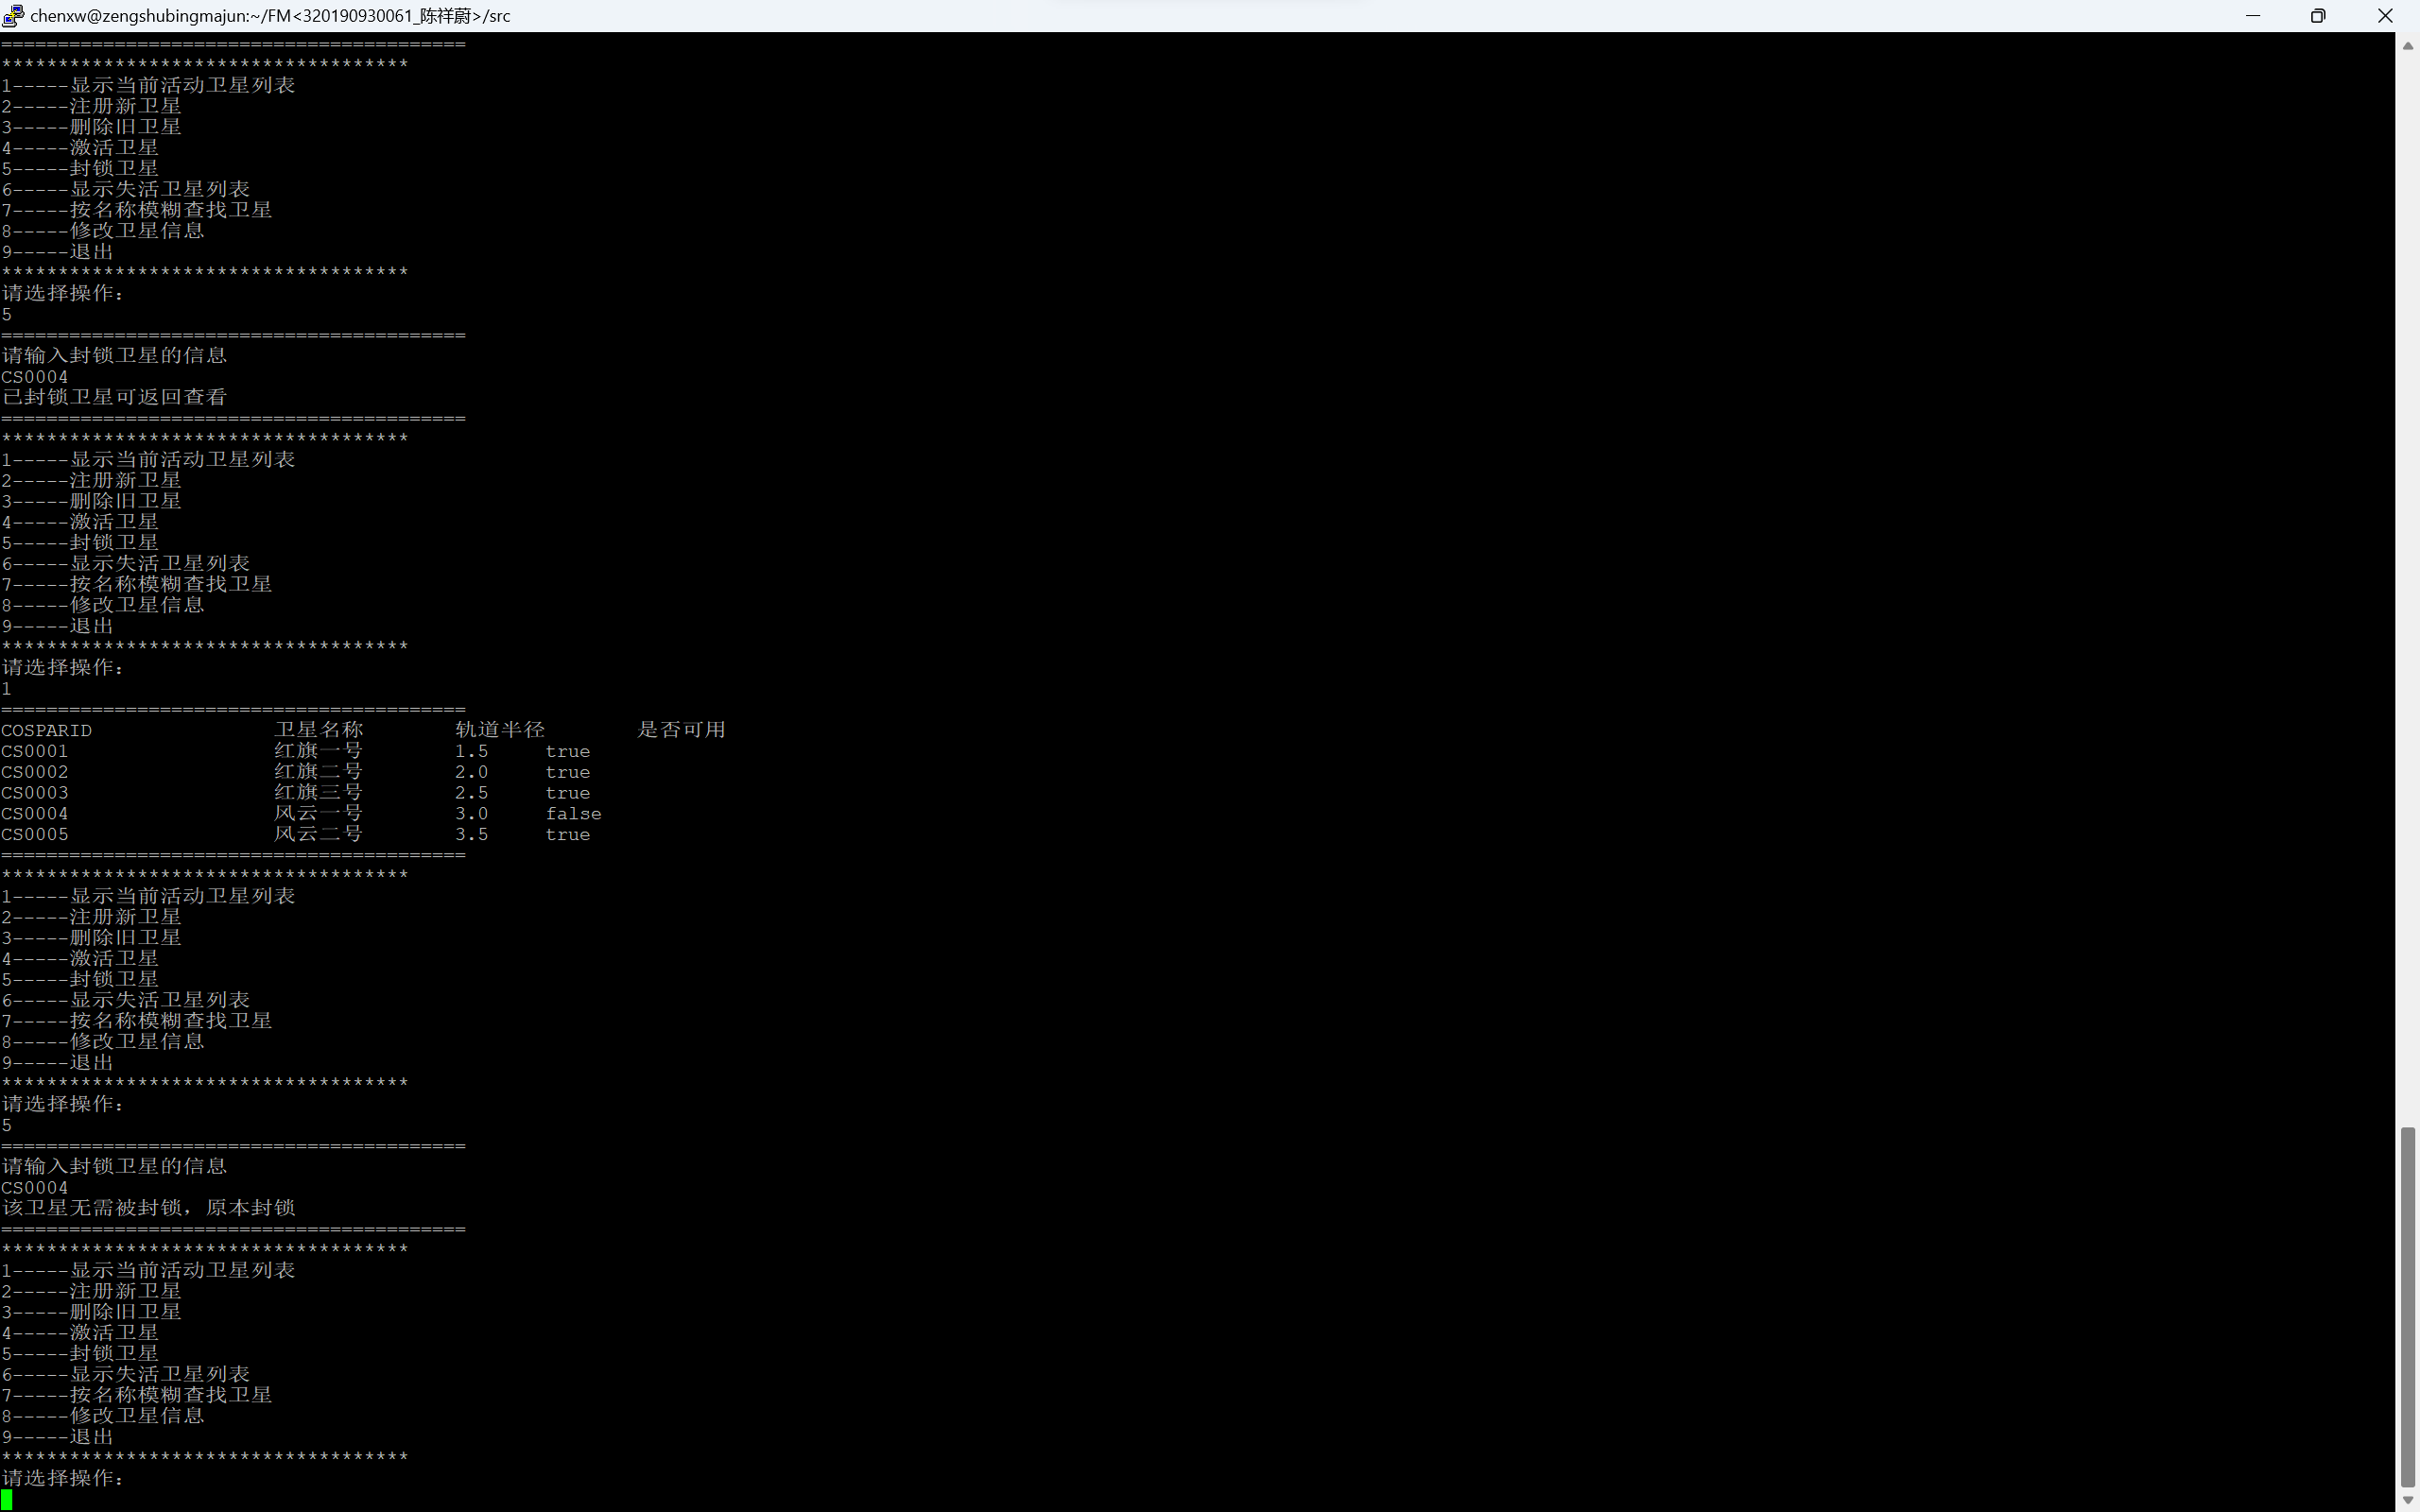 chenxw@zengshubingmajun:~/FM<320190930061_陈祥蔚>/src
=========================================
************************************
1-----显示当前活动卫星列表
2-----注册新卫星
3-----删除旧卫星
4-----激活卫星
5-----封锁卫星
6-----显示失活卫星列表
7-----按名称模糊查找卫星
8-----修改卫星信息
9-----退出
************************************
请选择操作：
5
=========================================
请输入封锁卫星的信息
CS0004
已封锁卫星可返回查看
=========================================
************************************
1-----显示当前活动卫星列表
2-----注册新卫星
3-----删除旧卫星
4-----激活卫星
5-----封锁卫星
6-----显示失活卫星列表
7-----按名称模糊查找卫星
8-----修改卫星信息
9-----退出
************************************
请选择操作：
1
=========================================
COSPARID 卫星名称 轨道半径 是否可用
CS0001 红旗一号 1.5 true
CS0002 红旗二号 2.0 true
CS0003 红旗三号 2.5 true
CS0004 风云一号 3.0 false
CS0005 风云二号 3.5 true
=========================================
************************************
1-----显示当前活动卫星列表
2-----注册新卫星
3-----删除旧卫星
4-----激活卫星
5-----封锁卫星
6-----显示失活卫星列表
7-----按名称模糊查找卫星
8-----修改卫星信息
9-----退出
************************************
请选择操作：
5
=========================================
请输入封锁卫星的信息
CS0004
该卫星无需被封锁，原本封锁
=========================================
************************************
1-----显示当前活动卫星列表
2-----注册新卫星
3-----删除旧卫星
4-----激活卫星
5-----封锁卫星
6-----显示失活卫星列表
7-----按名称模糊查找卫星
8-----修改卫星信息
9-----退出
************************************
请选择操作：